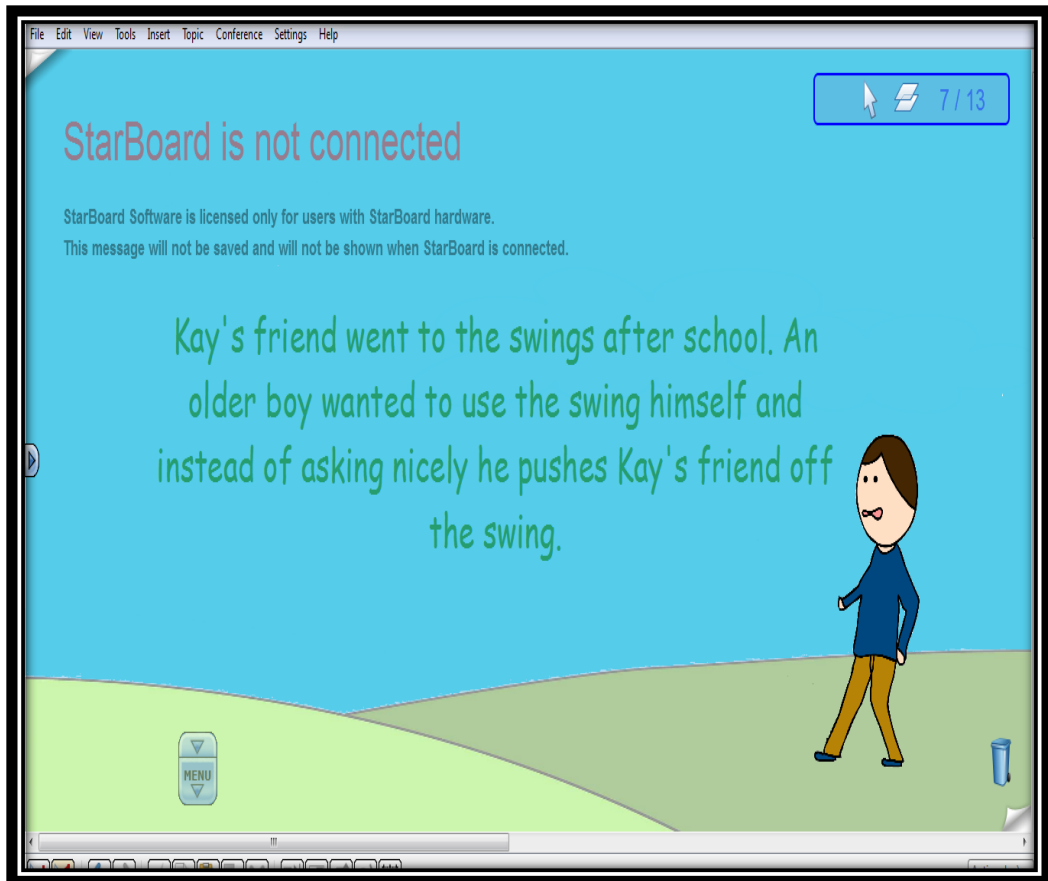 File Edit View Tools Insert Topic Conference Settings Help
7 / 13
StarBoard is not connected
StarBoard Software is licensed only for users with StarBoard hardware.
This message will not be saved and will not be shown when StarBoard is connected.
Kay's friend went to the swings after school. An
older boy wanted to use the swing himself and
instead of asking nicely he pushes Kay's friend off
the swing.
MENU